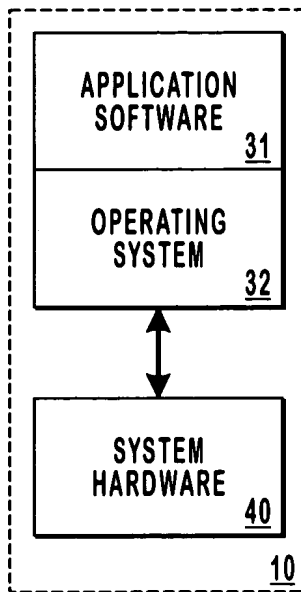 APPLICATION
SOFTWARE
31
OPERATING
SYSTEM
32
SYSTEM
HARDWARE
40
10